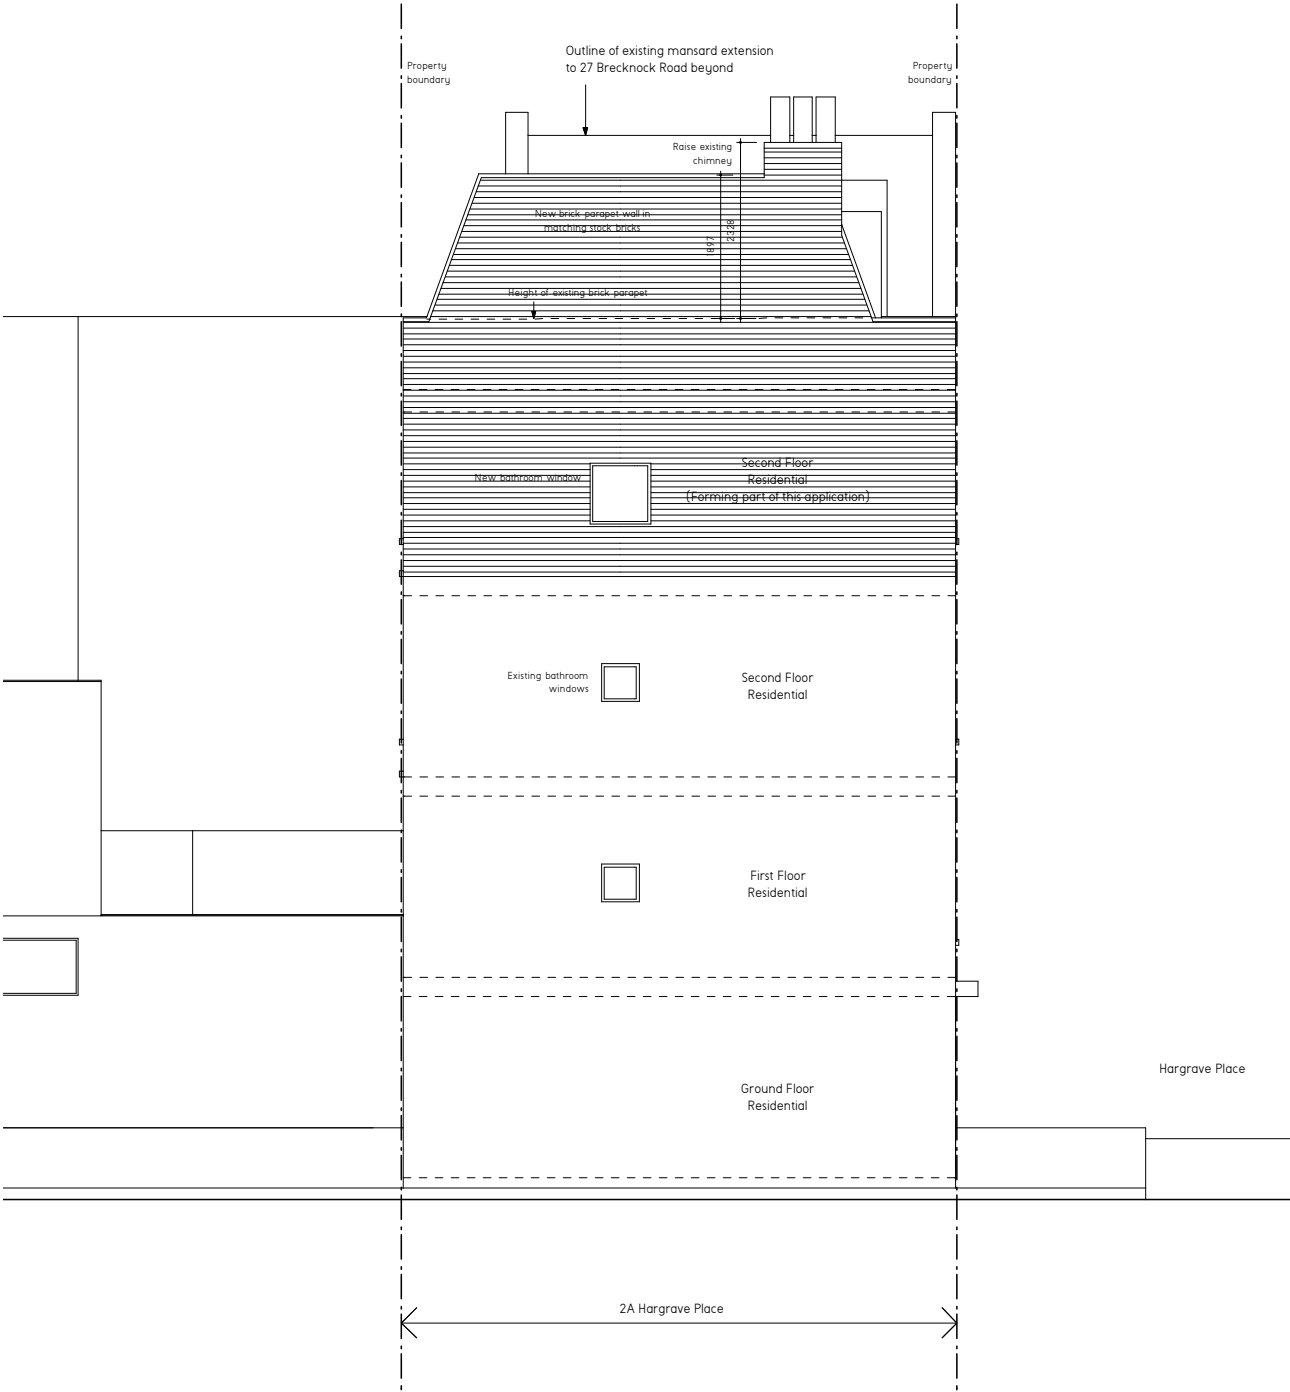 Outline of existing mansard extension
to 27 Brecknock Road beyond
Property
boundary
Property
boundary
Raise existing
chimney
New brick parapet wall in
matching stock bricks
1897
2328
Height of existing brick parapet
New bathroom window
Second Floor
Residential
(Forming part of this application)
Existing bathroom
windows
Second Floor
Residential
First Floor
Residential
Hargrave Place
Ground Floor
Residential
2A Hargrave Place